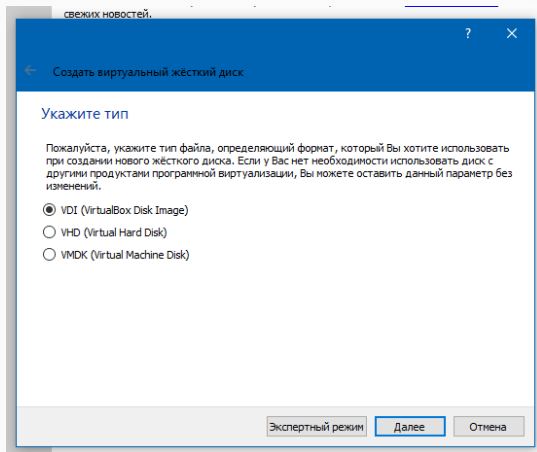 свежих новостей.
?
Создать виртуальный жёсткий диск
Укажите тип
Пожалуйста, укажите тип файла, определяющий формат, который Вы хотите использовать
при создании нового жёсткого диска. Если у Вас нет необходимости использовать диск с
другими продуктами программной виртуализации, Вы можете оставить данный параметр без
изменений.
VDI (VirtualBox Disk Image)
VHD (Virtual Hard Disk)
VMDK (Virtual Machine Disk)
Экспертный режим Далее Отмена